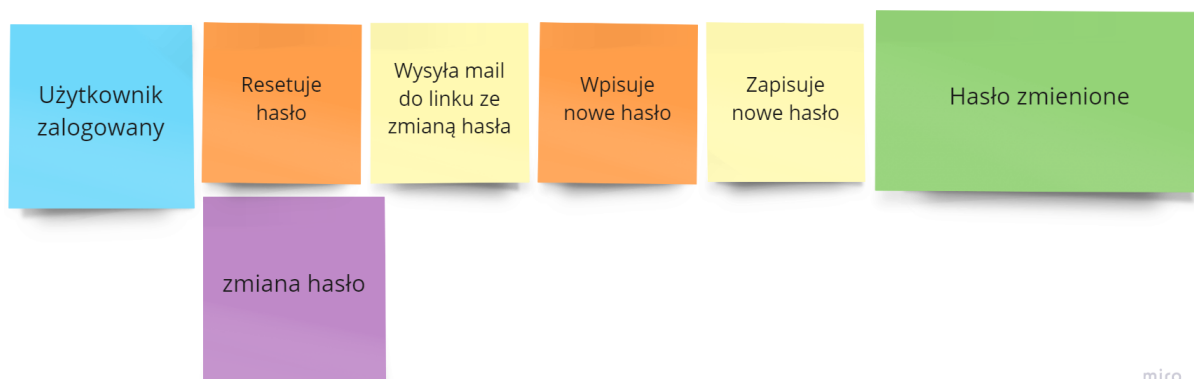 Użytkownik
zalogowany
Resetuje
hasło
Wysyła mail
do linku ze
zmianą hasła
Wpisuje
nowe hasło
Zapisuje
nowe hasło
Hasło zmienione
zmiana hasło
miro